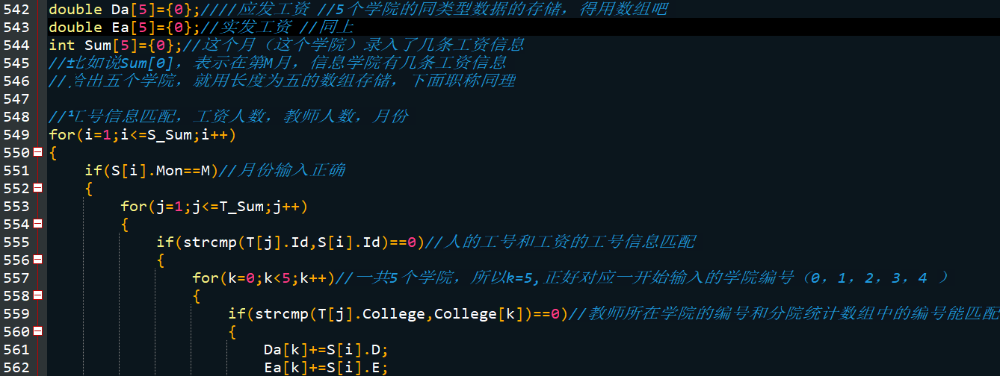 542 double Da[5]={0};////应发工资 //5个学院的同类型数据的存储，得用数组吧
543 double Ea[5]={0};//实发工资 //同上
544 int Sum[5]={0};//这个月（这个学院）录入了几条工资信息
545 //比如说Sum[0]，表示在第M月，信息学院有几条工资信息
546 //给出五个学院，就用长度为五的数组存储，下面职称同理
547
548 //工号信息匹配，工资人数，教师人数，月份
549 for(i=1;i<=S_Sum;i++)
550 {
551 if(S[i].Mon==M)//月份输入正确
552 {
553 for(j=1;j<=T_Sum;j++)
554 {
555 if(strcmp(T[j].Id,S[i].Id)==0)//人的工号和工资的工号信息匹配
556 {
557 for(k=0;k<5;k++)//一共5个学院，所以k=5,正好对应一开始输入的学院编号（0，1，2，3，4 ）
558 {
559 if(strcmp(T[j].College,College[k])==0)//教师所在学院的编号和分院统计数组中的编号能匹配
560 {
561 Da[k]+=S[i].D;
562 Ea[k]+=S[i].E;